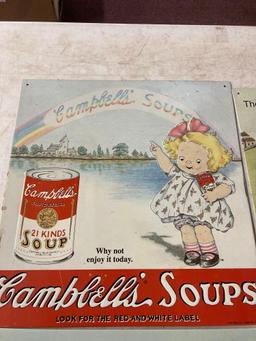 Campbell's Soups
The
Campbell's
21 KINDS
SOUP
Why not
enjoy it today.
Campbell's Soups
LOOK FOR THE RED-AND-WHITE LABEL